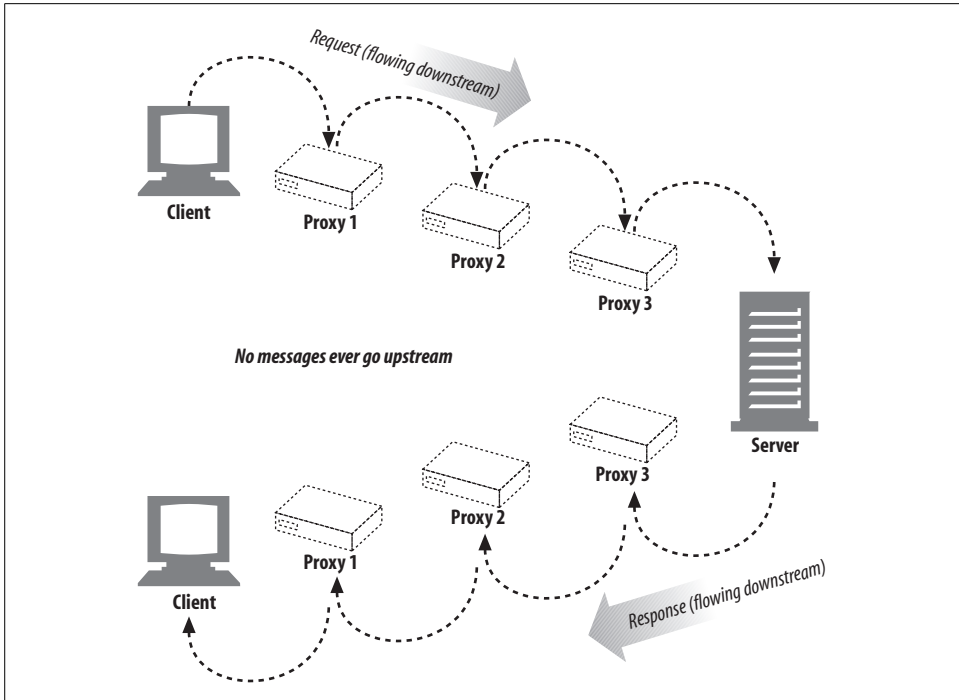 Request (flowing downstream)
Client
Proxy 1
Proxy 2
Proxy 3
No messages ever go upstream
Server
Proxy 3
Proxy 2
Proxy 1
Client
Response (flowing downstream)